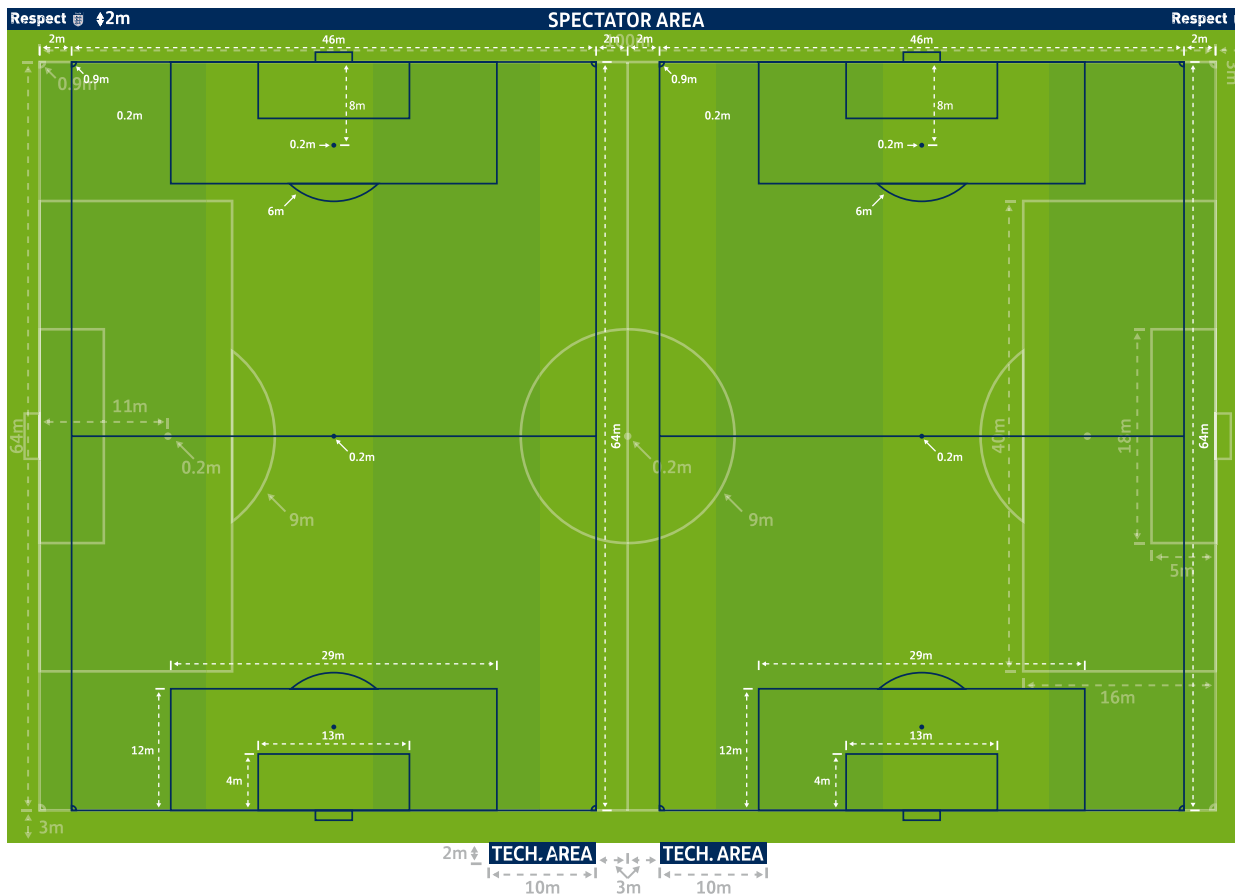 Respect 2m SPECTATOR AREA Respect
2m 46m 2m 2m 46m 2m
0.9m 0.9m 0.9m 3m
8m 8m
0.2m 0.2m
0.2m 0.2m
6m 6m
11m
64m 64m 40m 18m 64m
0.2m 0.2m 0.2m 0.2m
9m 9m
5m
29m 29m
16m
13m 13m
12m 12m
4m 4m
3m
2m TECH. AREA TECH. AREA
10m 3m 10m